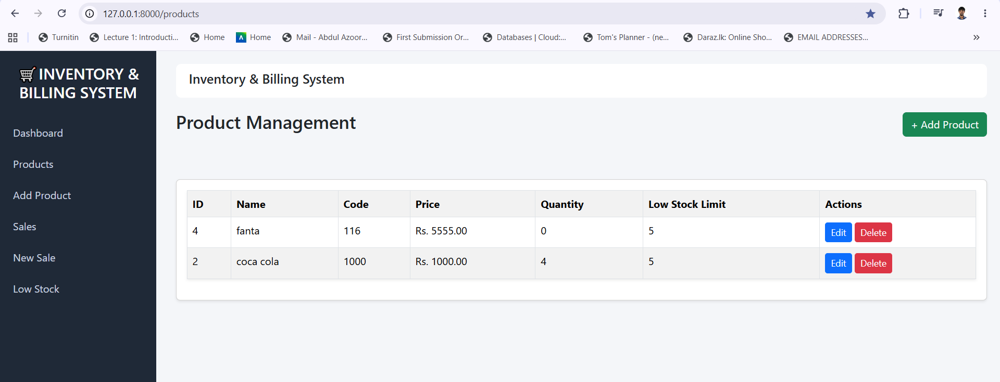 127.0.0.1:8000/products
Turnitin Lecture 1: Introducti... Home Home Mail - Abdul Azoor... First Submission Or... Databases | Cloud:... Tom's Planner - (ne... Daraz.lk: Online Sho... EMAIL ADDRESSES... »
INVENTORY &
BILLING SYSTEM
Dashboard
Products
Add Product
Sales
New Sale
Low Stock
Inventory & Billing System
Product Management
+ Add Product
ID Name Code Price Quantity Low Stock Limit Actions
4 fanta 116 Rs. 5555.00 0 5 Edit Delete
2 coca cola 1000 Rs. 1000.00 4 5 Edit Delete